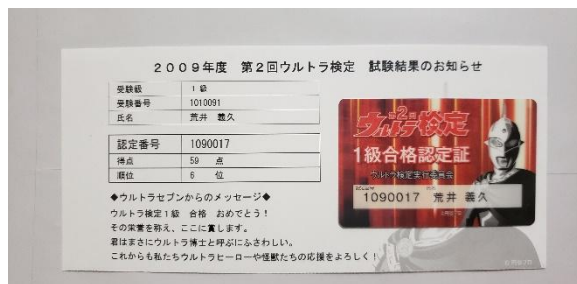 2009年度 第2回ウルトラ検定 試験結果のお知らせ
受験級 1級
受験番号 1010091
氏名 荒井 義久
認定番号 1090017
得点 59 点
順位 6 位
◆ウルトラセブンからのメッセージ◆
ウルトラ検定1級 合格 おめでとう!
その栄誉を称え、ここに賞します。
君はまさにウルトラ博士と呼ぶにふさわしい。
これからも私たちウルトラヒーローや怪獣たちの応援をよろしく!
第2回
ウルトラ検定
1級合格認定証
ウルトラ検定実行委員会
1090017 荒井 義久